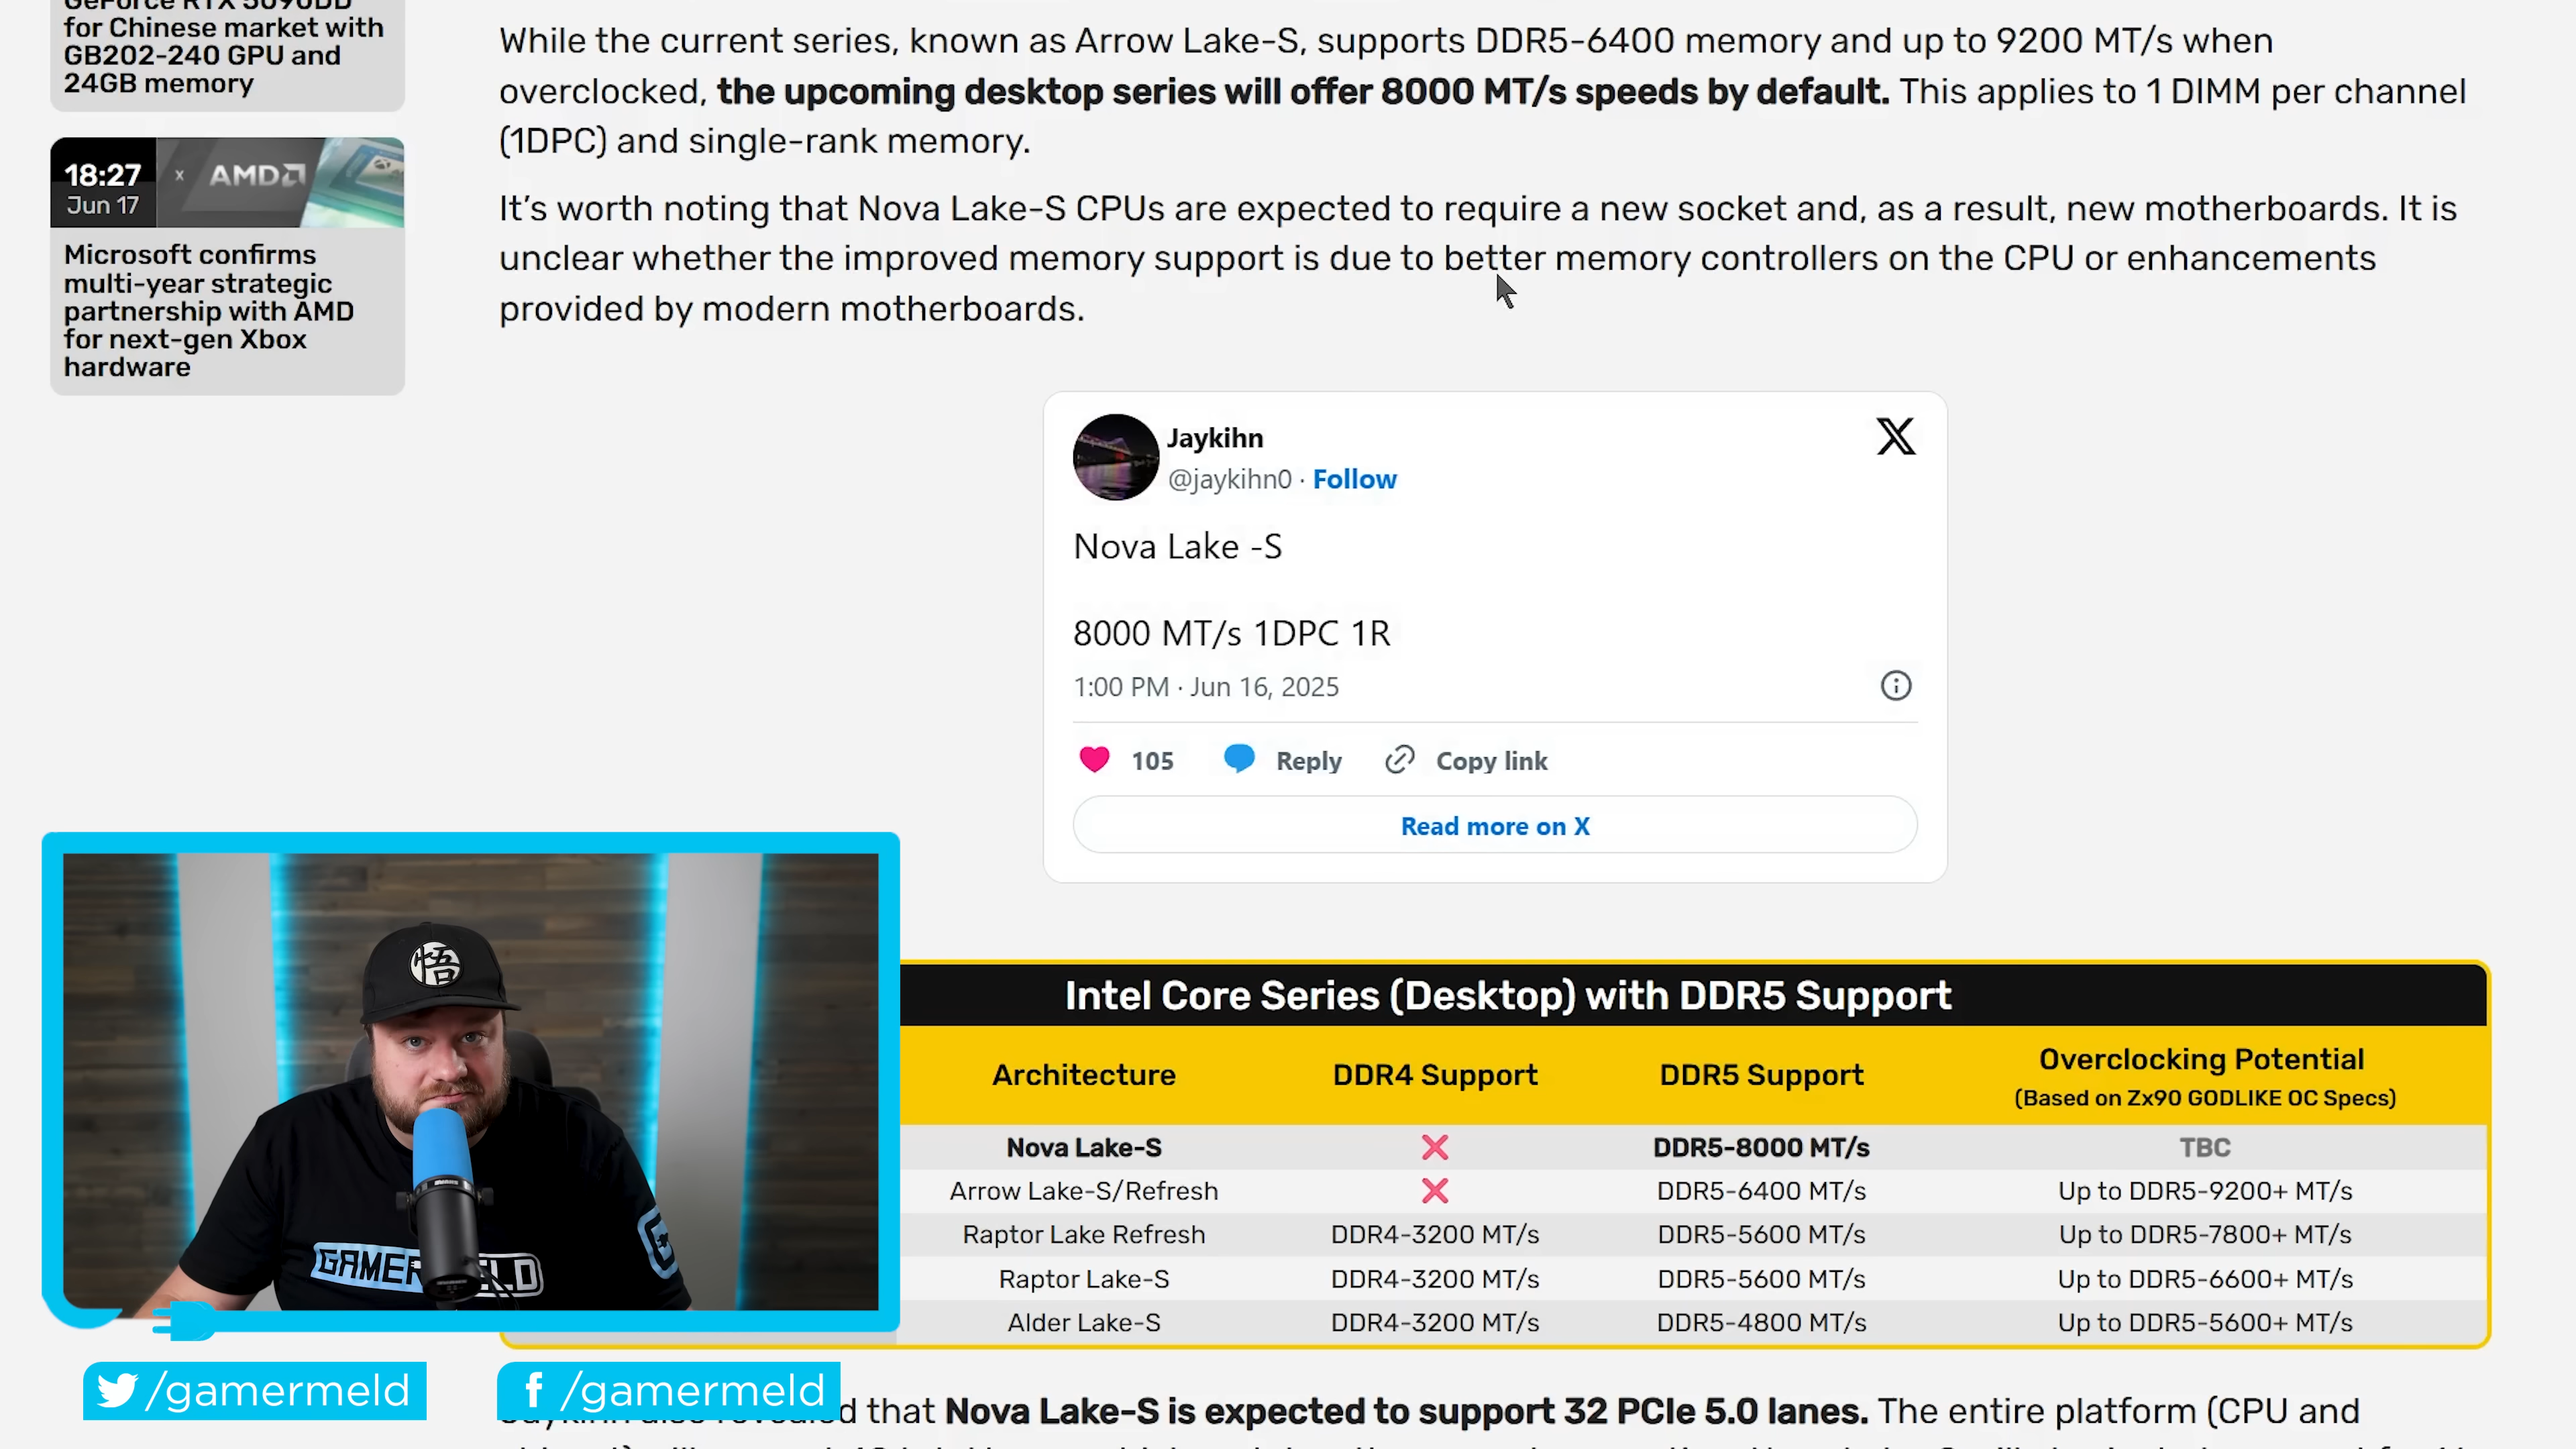 for Chinese market with
GB202-240 GPU and
24GB memory
18:27
Jun 17
x AMD
Microsoft confirms
multi-year strategic
partnership with AMD
for next-gen Xbox
hardware
While the current series, known as Arrow Lake-S, supports DDR5-6400 memory and up to 9200 MT/s when
overclocked, the upcoming desktop series will offer 8000 MT/s speeds by default. This applies to 1 DIMM per channel
(1DPC) and single-rank memory.
It's worth noting that Nova Lake-S CPUs are expected to require a new socket and, as a result, new motherboards. It is
unclear whether the improved memory support is due to better memory controllers on the CPU or enhancements
provided by modern motherboards.
Jaykihn
@jaykihn0 · Follow
Nova Lake -S
8000 MT/s 1DPC 1R
1:00 PM · Jun 16, 2025
105 Reply Copy link
Read more on X
Intel Core Series (Desktop) with DDR5 Support
Architecture DDR4 Support DDR5 Support Overclocking Potential
(Based on Zx90 GODLIKE OC Specs)
Nova Lake-S ❌ DDR5-8000 MT/s TBC
Arrow Lake-S/Refresh ❌ DDR5-6400 MT/s Up to DDR5-9200+ MT/s
Raptor Lake Refresh DDR4-3200 MT/s DDR5-5600 MT/s Up to DDR5-7800+ MT/s
Raptor Lake-S DDR4-3200 MT/s DDR5-5600 MT/s Up to DDR5-6600+ MT/s
Alder Lake-S DDR4-3200 MT/s DDR5-4800 MT/s Up to DDR5-5600+ MT/s
悟
/gamermeld
/gamermeld
that Nova Lake-S is expected to support 32 PCIe 5.0 lanes. The entire platform (CPU and